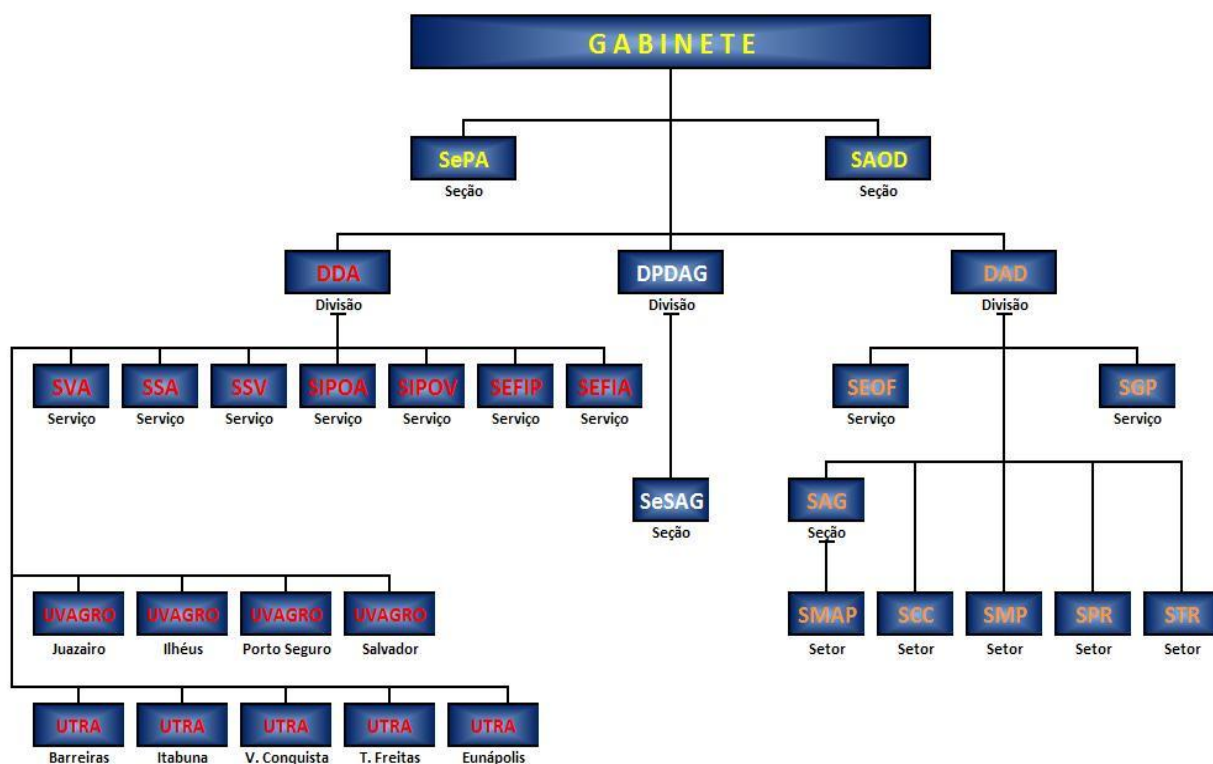 G A B I N E T E
SePA SAOD
Seção Seção
DDA DPDAG DAD
Divisão Divisão Divisão
SVA SSA SSV SIPOA SIPOV SEFIP SEFIA SEOF SGP
Serviço Serviço Serviço Serviço Serviço Serviço Serviço Serviço Serviço
SeSAG SAG
Seção Seção
UVAGRO UVAGRO UVAGRO UVAGRO SMAP SCC SMP SPR STR
Juazairo Ilhéus Porto Seguro Salvador Setor Setor Setor Setor Setor
UTRA UTRA UTRA UTRA UTRA
Barreiras Itabuna V. Conquista T. Freitas Eunápolis